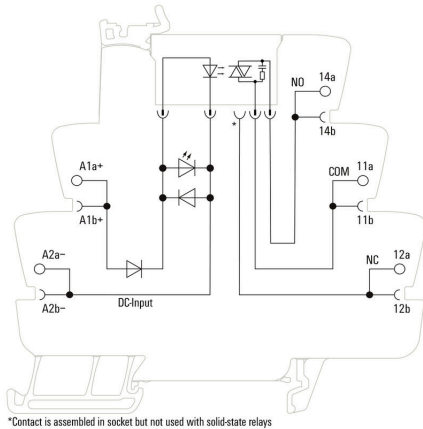 NO
14a
14b
*
A1a+
COM
11a
A1b+
11b
A2a−
NC
12a
A2b−
DC-Input
12b
*Contact is assembled in socket but not used with solid-state relays